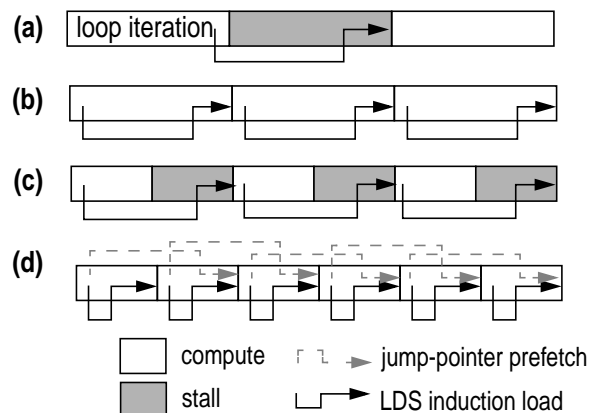 (a)
loop iteration
(b)
(c)
(d)
compute
jump-pointer prefetch
stall
LDS induction load